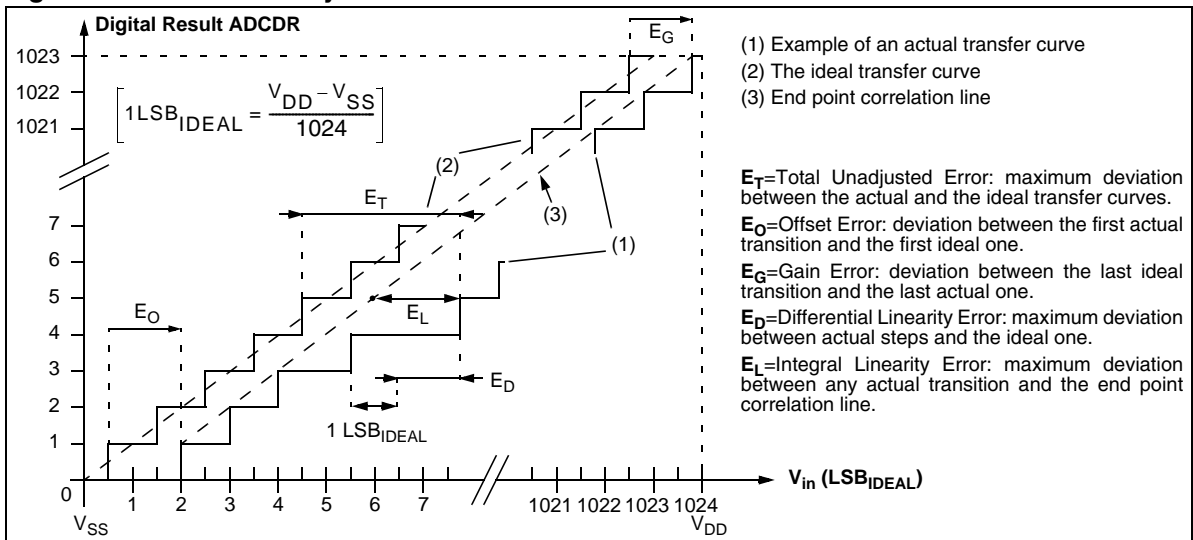 Digital Result ADCDR
1023
1022
1021
7
6
5
4
3
2
1
0
[1LSB_IDEAL = V_DD – V_SS / 1024]
E_G
(2)
E_T
(3)
(1)
E_O
E_L
E_D
1 LSB_IDEAL
1 2 3 4 5 6 7 1021 1022 1023 1024
V_SS
V_DD
V_in (LSB_IDEAL)
(1) Example of an actual transfer curve
(2) The ideal transfer curve
(3) End point correlation line
E_T=Total Unadjusted Error: maximum deviation
between the actual and the ideal transfer curves.
E_O=Offset Error: deviation between the first actual
transition and the first ideal one.
E_G=Gain Error: deviation between the last ideal
transition and the last actual one.
E_D=Differential Linearity Error: maximum deviation
between actual steps and the ideal one.
E_L=Integral Linearity Error: maximum deviation
between any actual transition and the end point
correlation line.